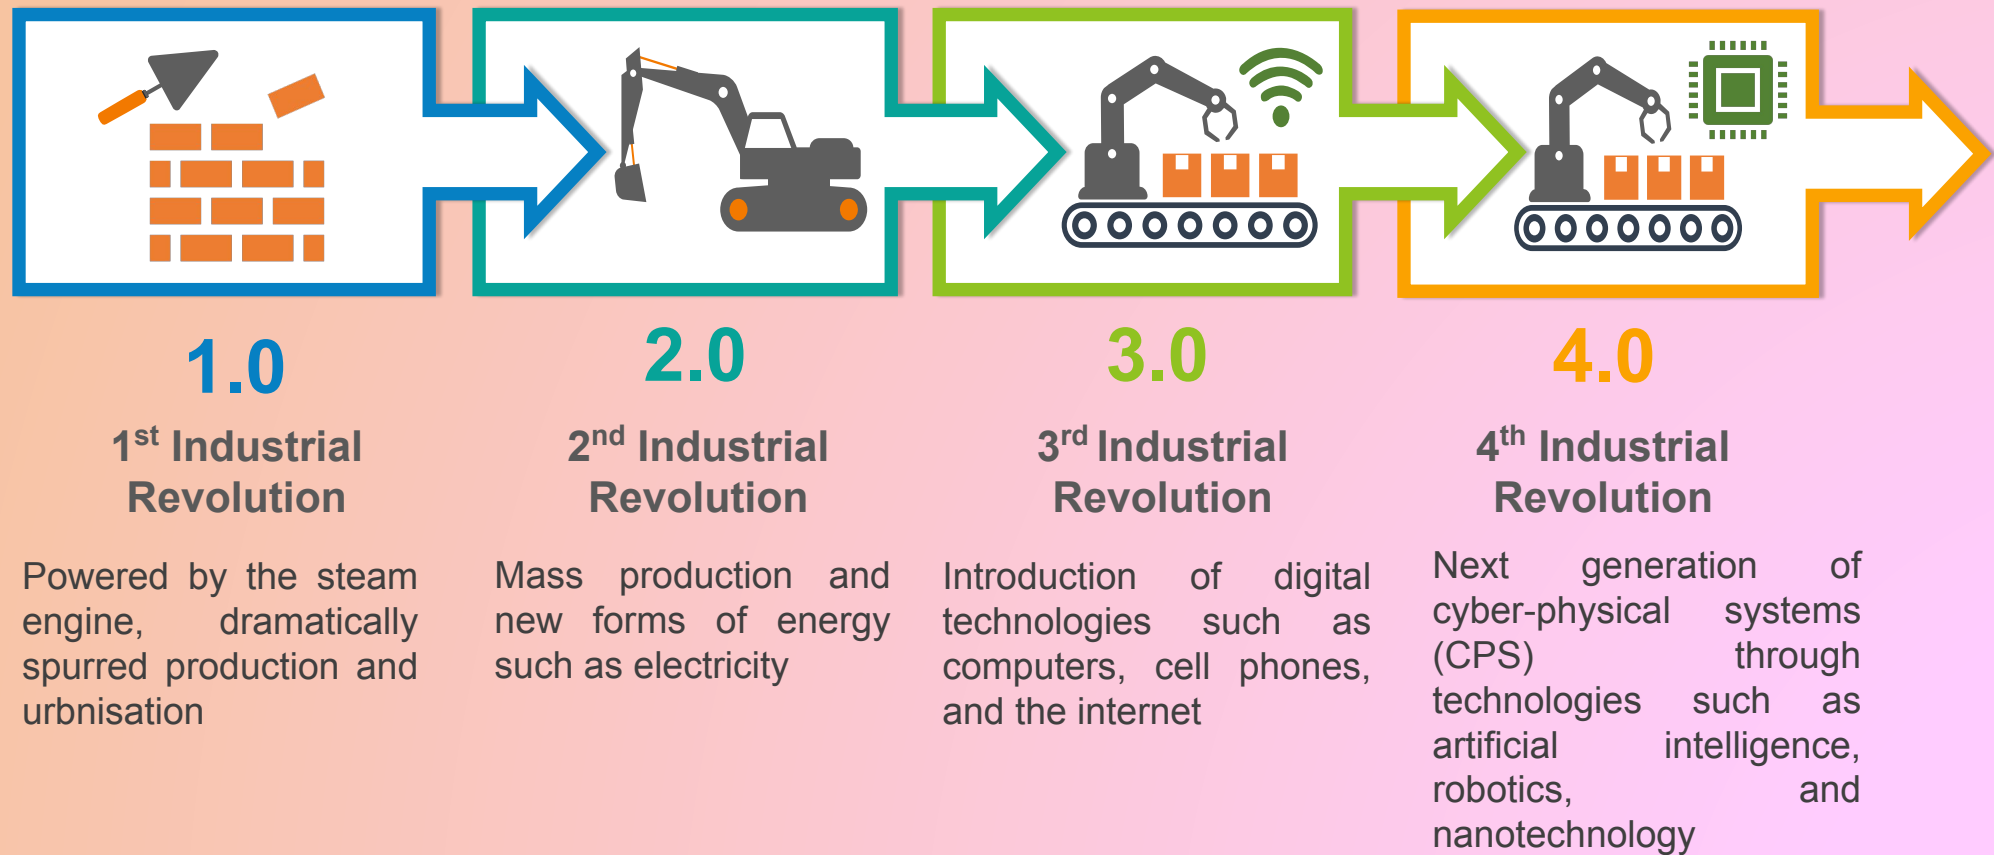 1.0
1st Industrial
Revolution
Powered by the steam
engine, dramatically
spurred production and
urbnisation
2.0
2nd Industrial
Revolution
Mass production and
new forms of energy
such as electricity
3.0
3rd Industrial
Revolution
Introduction of digital
technologies such as
computers, cell phones,
and the internet
4.0
4th Industrial
Revolution
Next generation of
cyber-physical systems
(CPS) through
technologies such as
artificial intelligence,
robotics, and
nanotechnology